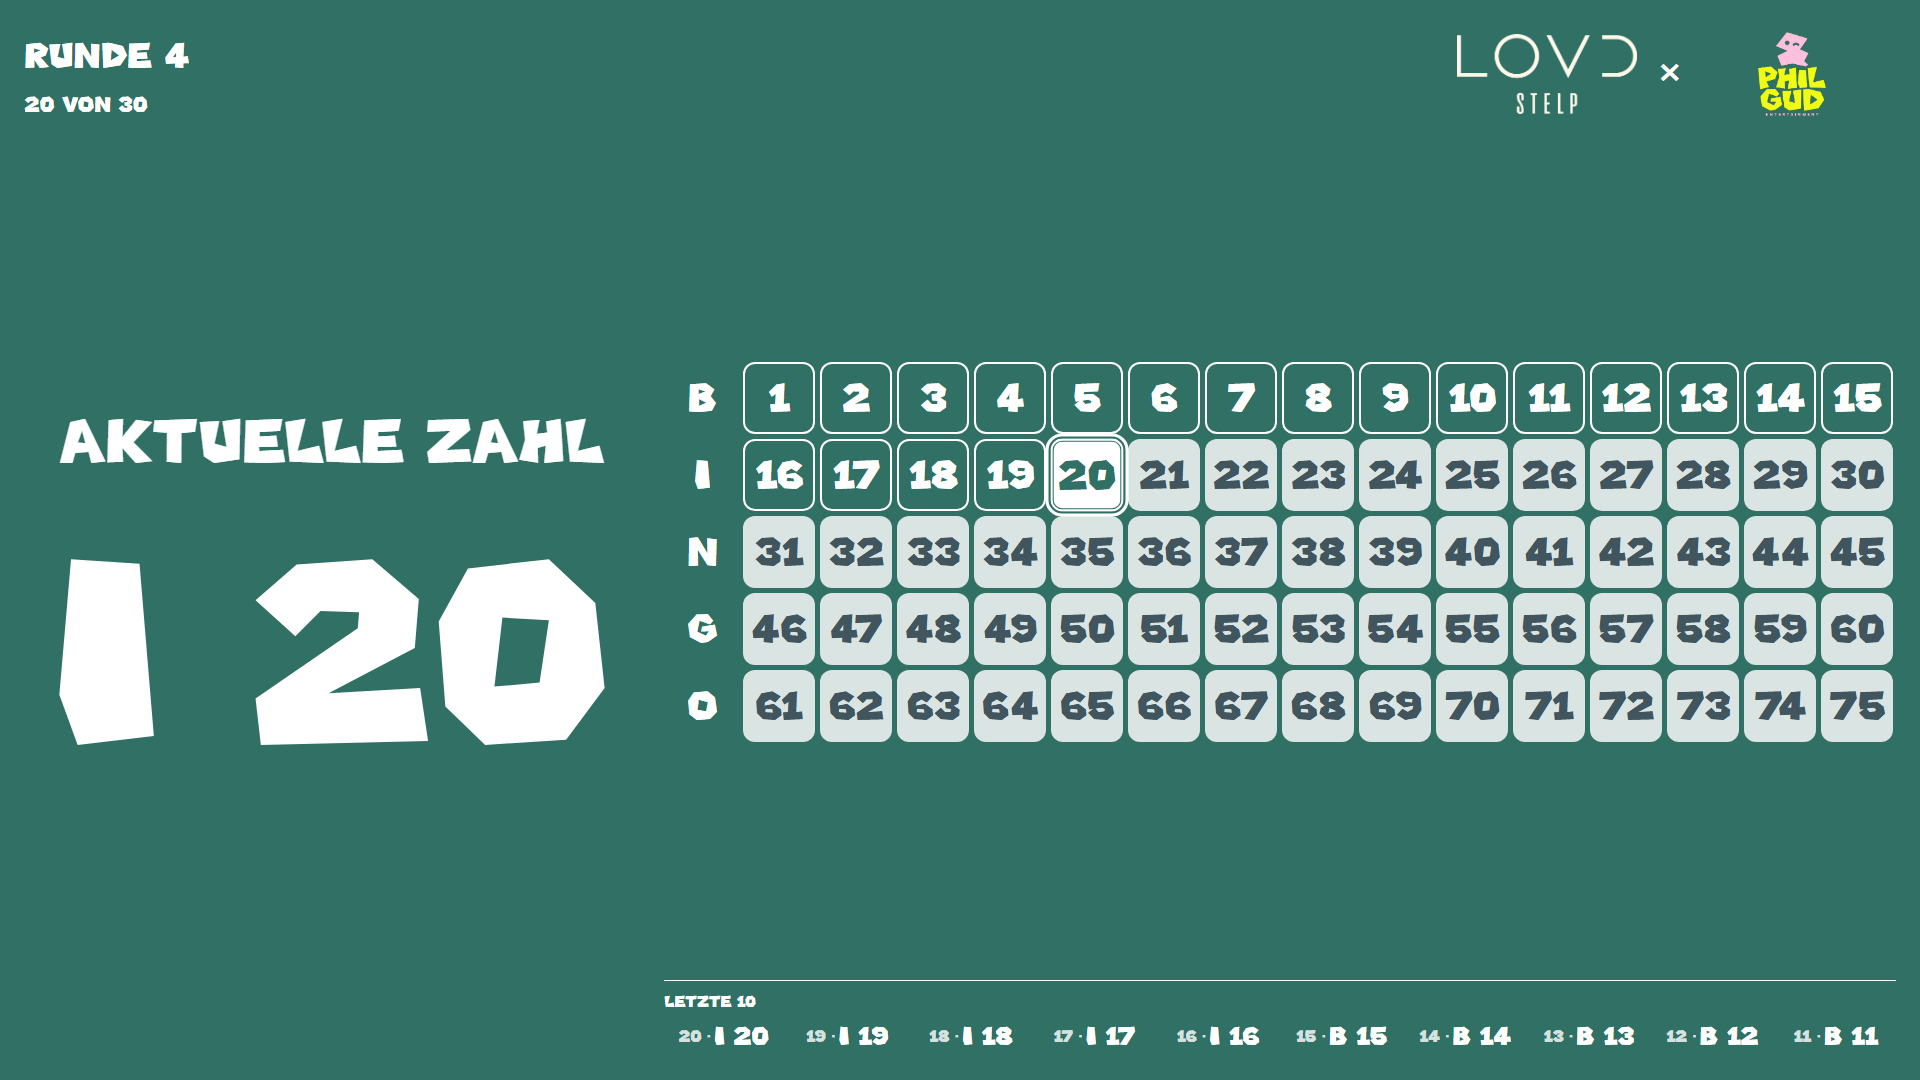 RUNDE 4
20 VON 30
LOVD
STELP
×
PHIL
GUD
ENTERTAINMENT
AKTUELLE ZAHL
I 20
B 1 2 3 4 5 6 7 8 9 10 11 12 13 14 15
I 16 17 18 19 20 21 22 23 24 25 26 27 28 29 30
N 31 32 33 34 35 36 37 38 39 40 41 42 43 44 45
G 46 47 48 49 50 51 52 53 54 55 56 57 58 59 60
O 61 62 63 64 65 66 67 68 69 70 71 72 73 74 75
LETZTE 10
20 · I 20 19 · I 19 18 · I 18 17 · I 17 16 · I 16 15 · B 15 14 · B 14 13 · B 13 12 · B 12 11 · B 11